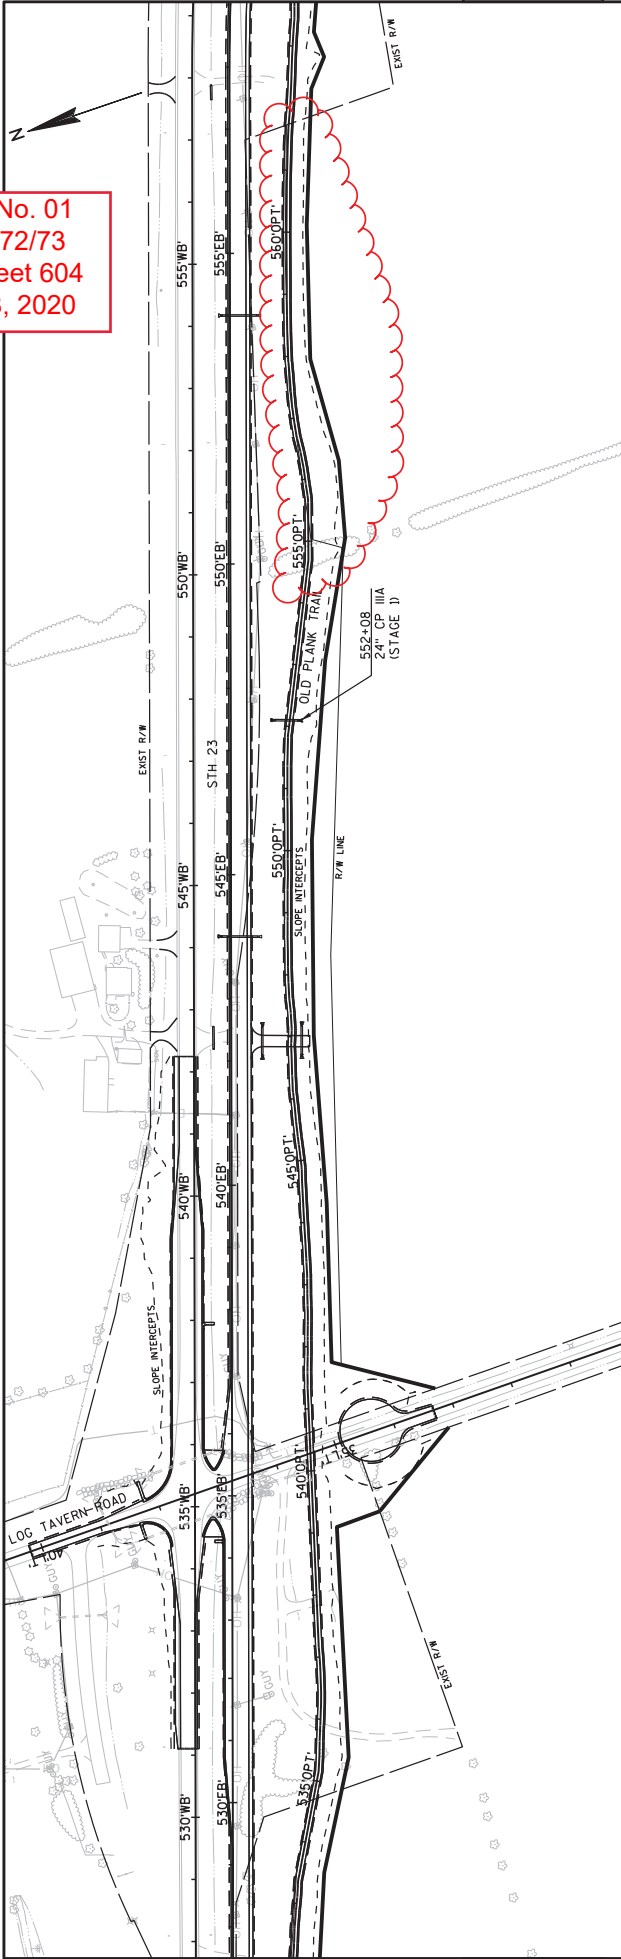 EXIST R/W
N
No. 01
72/73
eet 604
, 2020
555'WB'
555'EB'
560'OPT'
550'WB'
550'EB'
555'OPT'
OLD PLANK TRAIL
552+08
24" CP IIIA
(STAGE 1)
EXIST R/W
STH 23
545'WB'
545'EB'
550'OPT'
SLOPE INTERCEPTS
R/W LINE
540'WB'
540'EB'
545'OPT'
SLOPE INTERCEPTS
LOG TAVERN ROAD
535'WB'
535'EB'
540'OPT'
GUY
EXIST R/W
530'WB'
530'EB'
535'OPT'